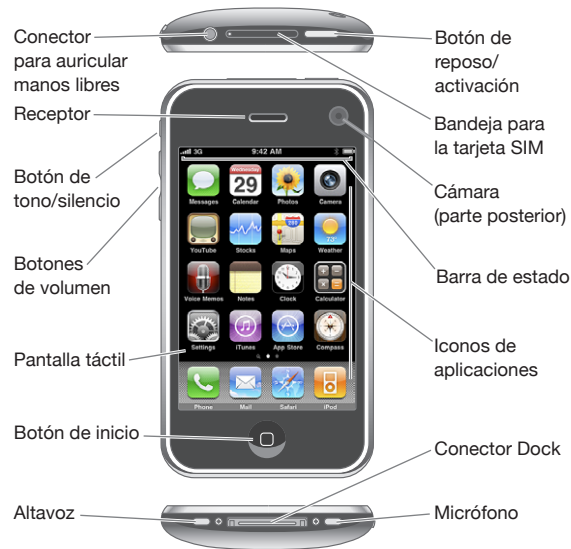 Conector
para auricular
manos libres
Receptor
Botón de
tono/silencio
Botones
de volumen
Pantalla táctil
Botón de inicio
Altavoz
Botón de
reposo/
activación
Bandeja para
la tarjeta SIM
Cámara
(parte posterior)
Barra de estado
Iconos de
aplicaciones
Conector Dock
Micrófono
3G 9:42 AM
Wednesday
29
280
73°
Messages Calendar Photos Camera
YouTube Stocks Maps Weather
Voice Memos Notes Clock Calculator
Settings iTunes App Store Compass
Phone Mail Safari iPod